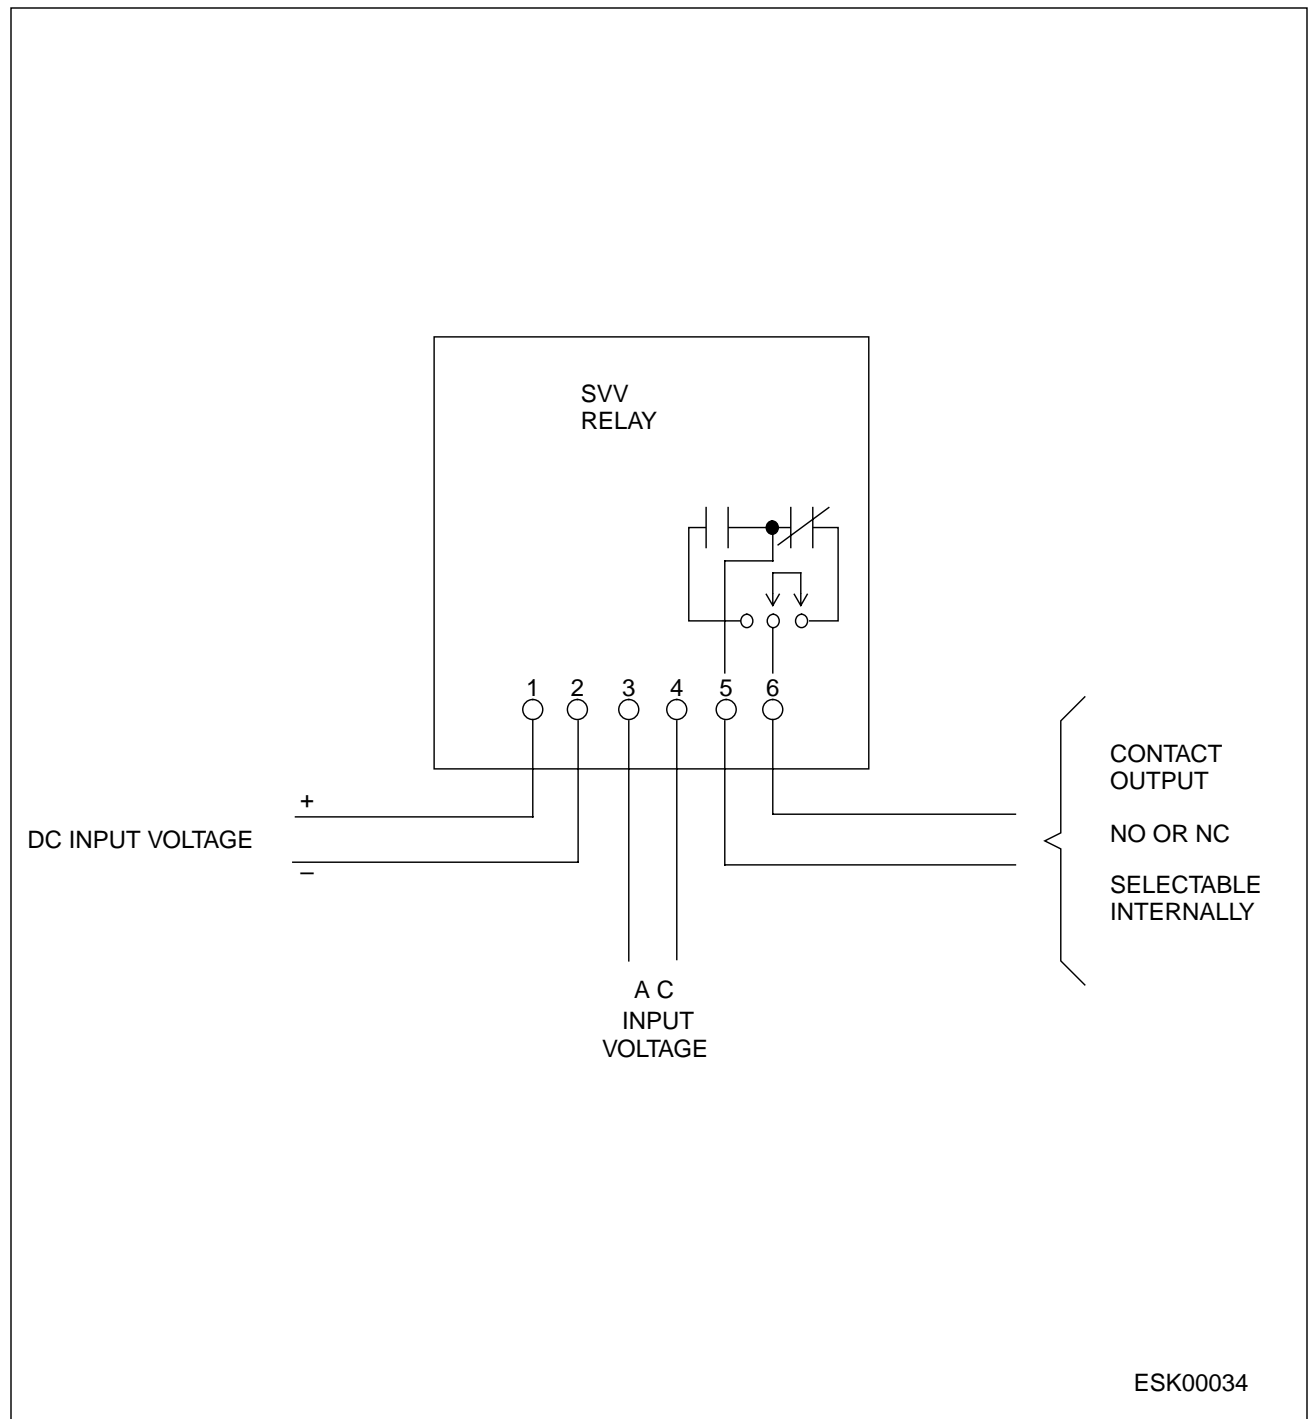 SVV
RELAY
1 2 3 4 5 6
+
DC INPUT VOLTAGE
–
A C
INPUT
VOLTAGE
CONTACT
OUTPUT
NO OR NC
SELECTABLE
INTERNALLY
ESK00034